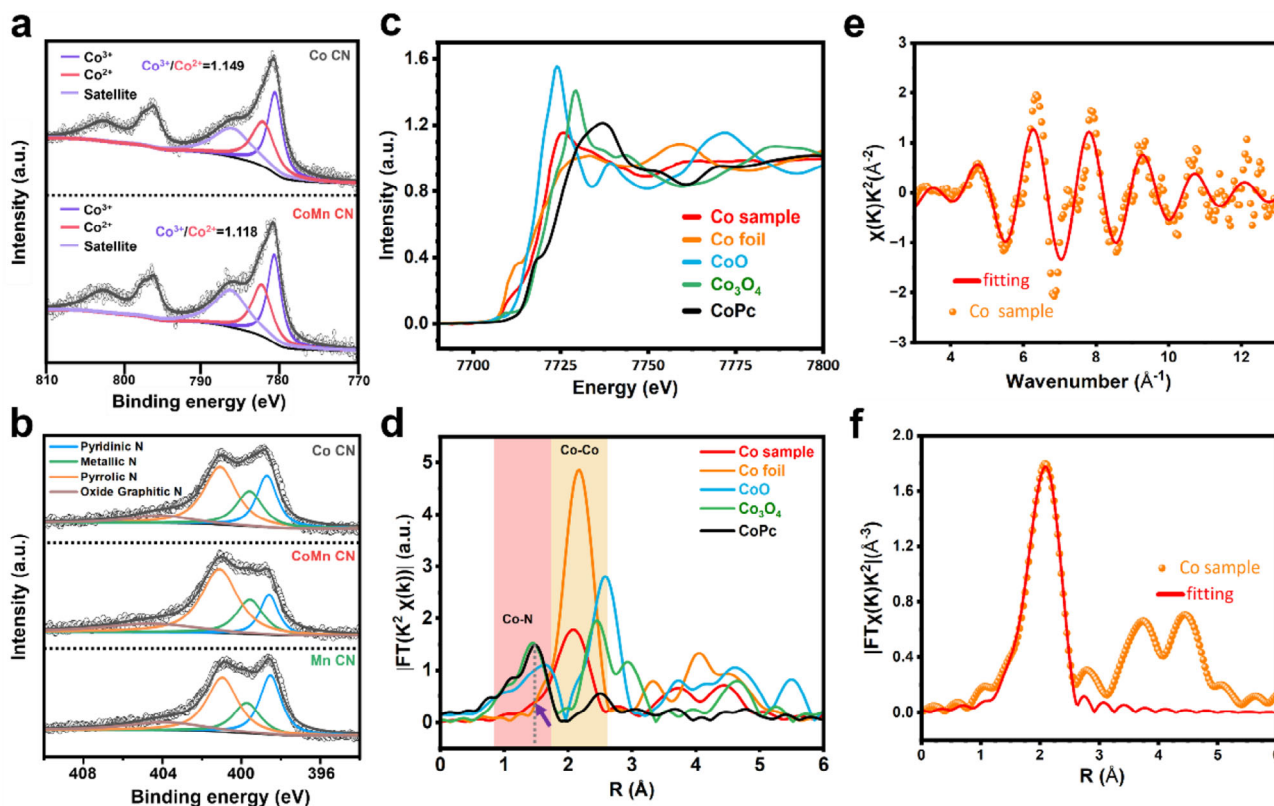 a
Co³⁺
Co²⁺
Satellite
Co³⁺/Co²⁺=1.149
Co CN
CoMn CN
Co³⁺
Co²⁺
Satellite
Co³⁺/Co²⁺=1.118
Intensity (a.u.)
810 800 790 780 770
Binding energy (eV)
b
Pyridinic N
Metallic N
Pyrrolic N
Oxide Graphitic N
Co CN
CoMn CN
Mn CN
Intensity (a.u.)
408 404 400 396
Binding energy (eV)
c
1.6
1.2
0.8
0.4
0.0
Intensity (a.u.)
Co sample
Co foil
CoO
Co₃O₄
CoPc
7700 7725 7750 7775 7800
Energy (eV)
d
5
4
3
2
1
0
|FT(K² χ(k))| (a.u.)
Co-N
Co-Co
Co sample
Co foil
CoO
Co₃O₄
CoPc
0 1 2 3 4 5 6
R (Å)
e
3
2
1
0
−1
−2
−3
χ(K)K²(Å⁻²)
fitting
Co sample
4 6 8 10 12
Wavenumber (Å⁻¹)
f
2.0
1.6
1.2
0.8
0.4
0.0
|FTχ(K)K²|(Å⁻³)
Co sample
fitting
0 1 2 3 4 5 6
R (Å)